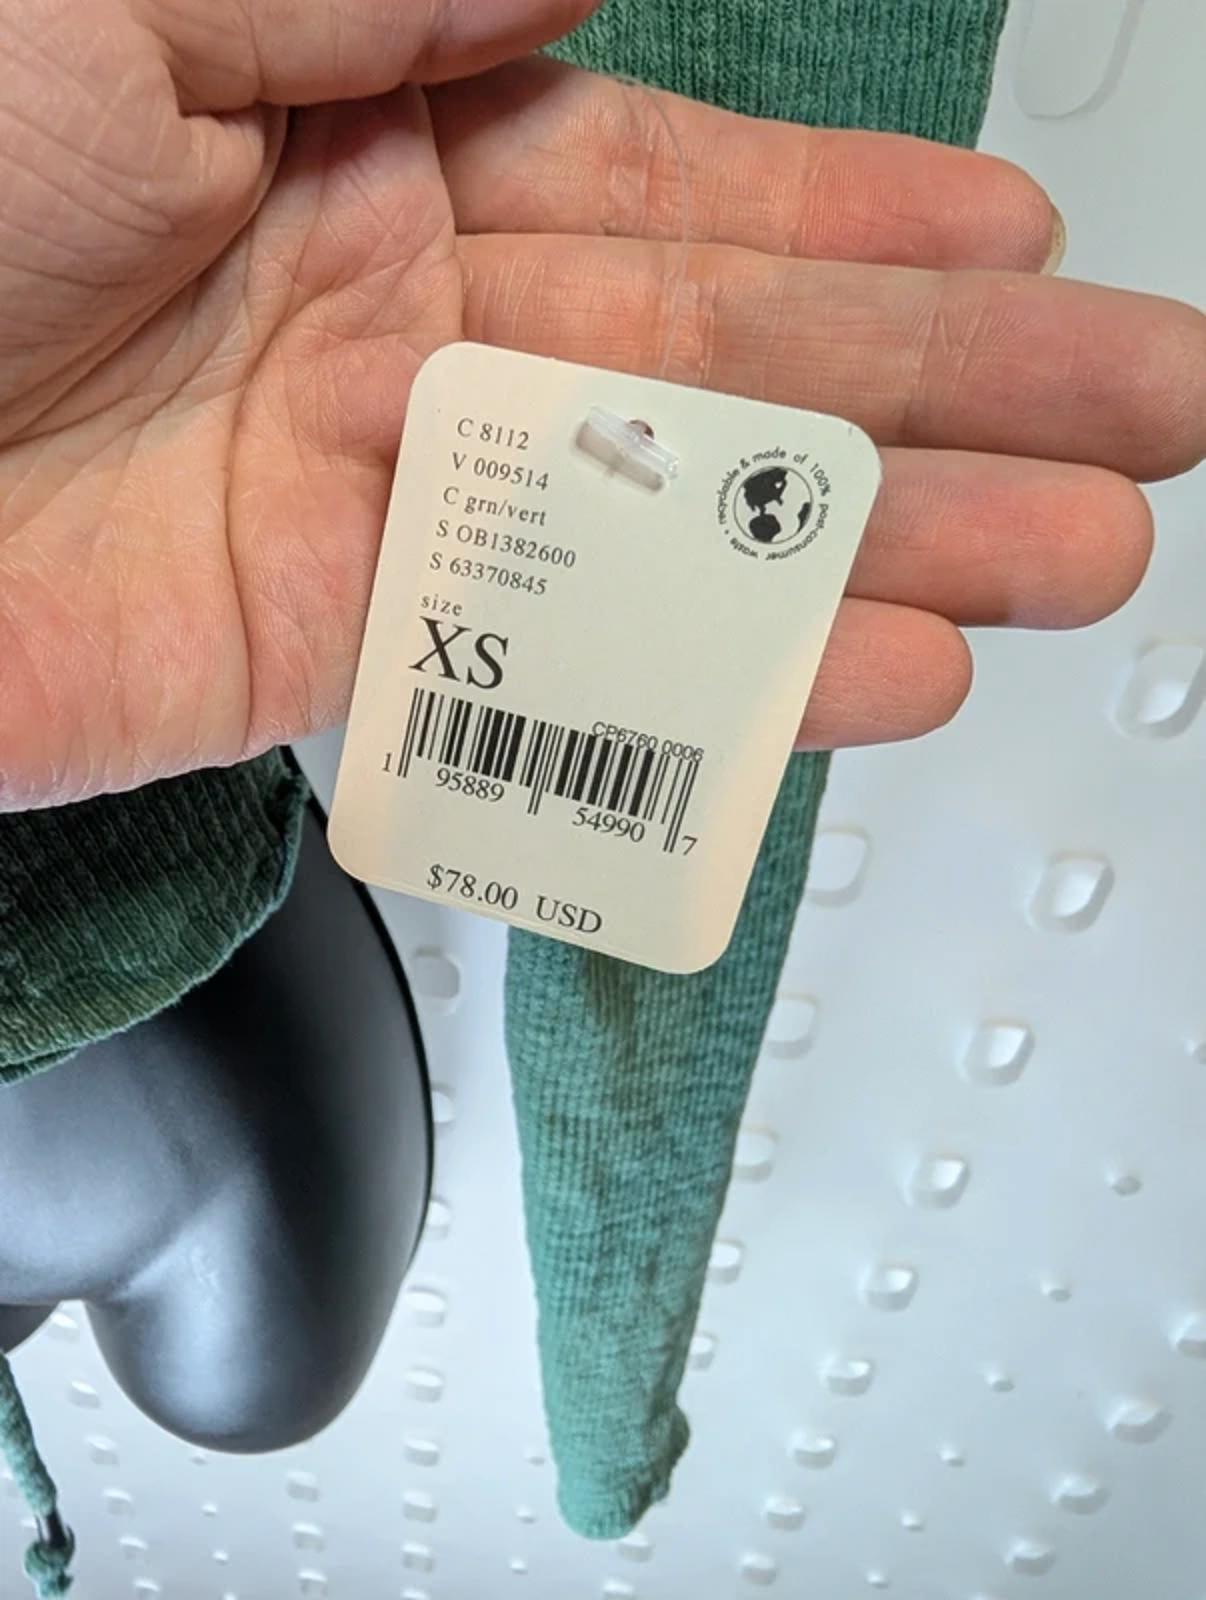 C 8112
V 009514
C grn/vert
S OB1382600
S 63370845
size
XS
CP6760 0006
1 95889 54990 7
$78.00 USD
recyclable & made of 100% post-consumer waste •